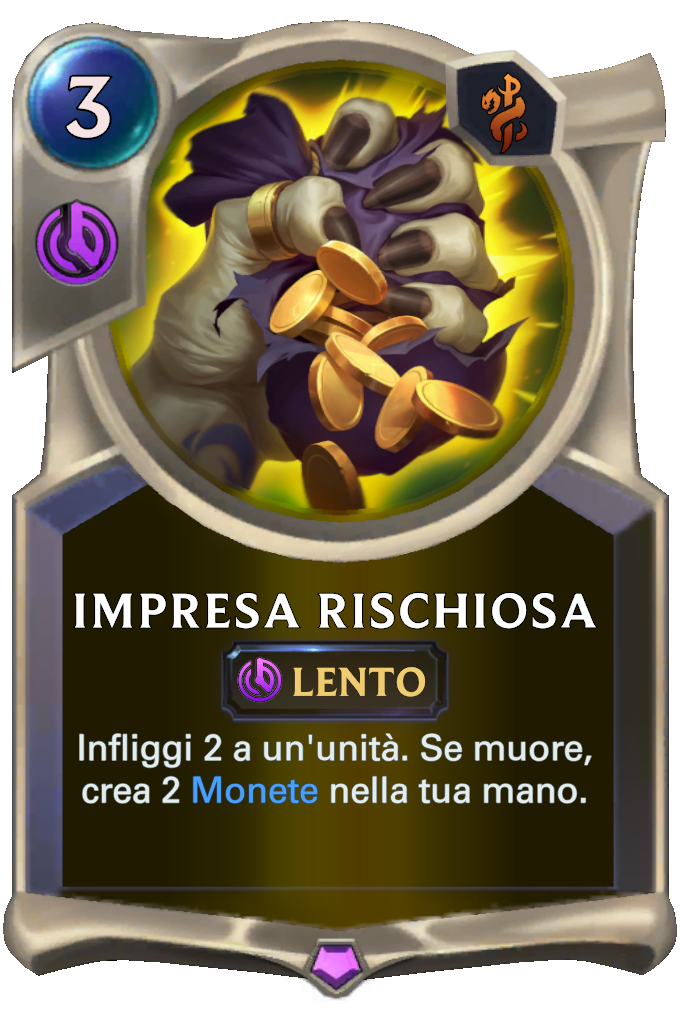 3
IMPRESA RISCHIOSA
LENTO
Infliggi 2 a un'unità. Se muore,
crea 2 Monete nella tua mano.